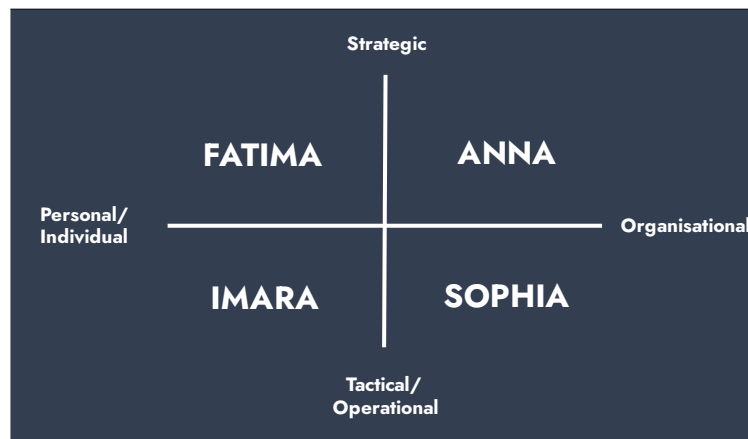 Strategic
FATIMA
ANNA
Personal/
Individual
Organisational
IMARA
SOPHIA
Tactical/
Operational